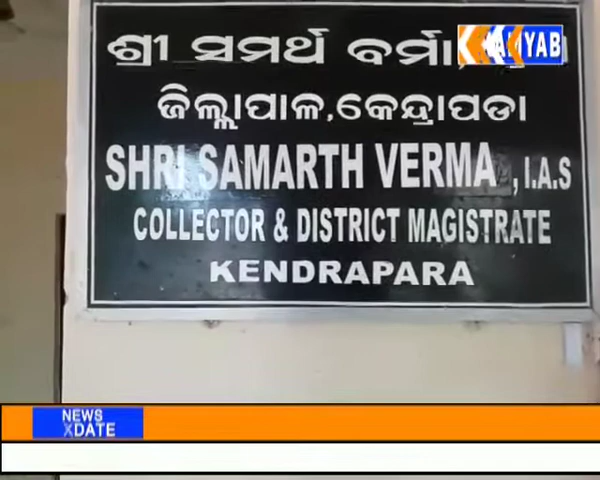 ଶ୍ରୀ ସମର୍ଥ ବର୍ମା,
ଜିଲ୍ଲାପାଳ,କେନ୍ଦ୍ରାପଡା
SHRI SAMARTH VERMA, I.A.S
COLLECTOR & DISTRICT MAGISTRATE
KENDRAPARA
NEWS
XDATE